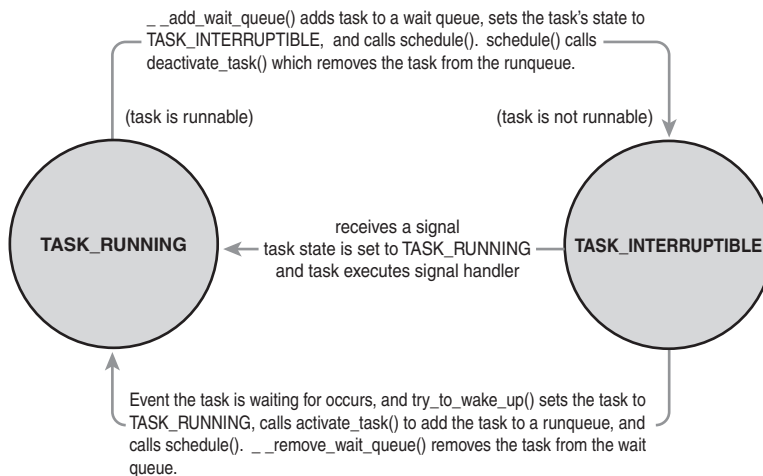 _ _add_wait_queue() adds task to a wait queue, sets the task's state to
TASK_INTERRUPTIBLE, and calls schedule(). schedule() calls
deactivate_task() which removes the task from the runqueue.
(task is runnable)
(task is not runnable)
TASK_RUNNING
receives a signal
task state is set to TASK_RUNNING
and task executes signal handler
TASK_INTERRUPTIBLE
Event the task is waiting for occurs, and try_to_wake_up() sets the task to
TASK_RUNNING, calls activate_task() to add the task to a runqueue, and
calls schedule(). _ _remove_wait_queue() removes the task from the wait
queue.